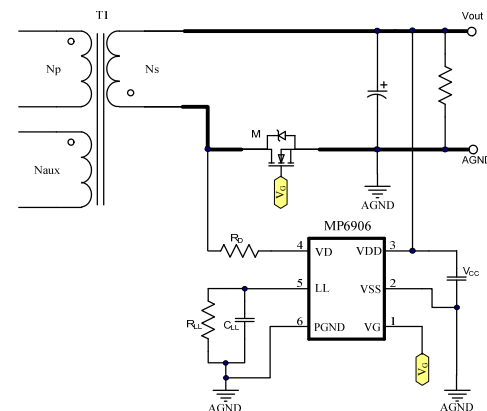 T1
Vout
Np
Ns
M
+
VG
AGND
Naux
AGND
MP6906
RD
4 VD VDD 3
VCC
5 LL VSS 2
RLL
CLL
6 PGND VG 1
VG
AGND
AGND